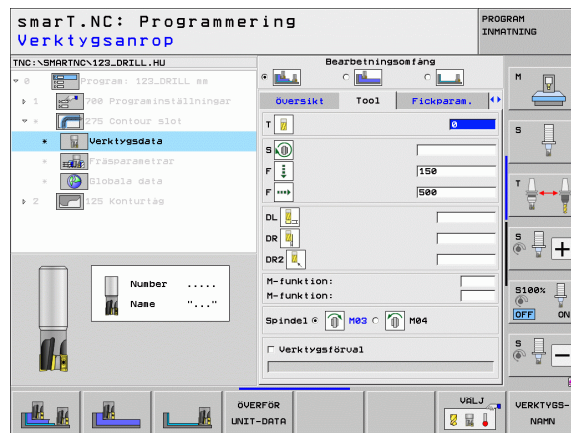 smarT.NC: Programmering
Verktygsanrop
PROGRAM
INMATNING
TNC:\SMARTNC\123_DRILL.HU
0 Program: 123_DRILL mm
1 700 Programinställningar
* 275 Contour slot
* Verktygsdata
* Fräsparametrar
* Globala data
2 125 Konturtåg
Number .....
Name "..."
Bearbetningsomfång
Översikt Tool Fickparam.
T 0
S
F 150
F 500
DL
DR
DR2
M-funktion:
M-funktion:
Spindel M03 M04
Verktygsförval
M
S
T
S
S100%
OFF ON
S
ÖVERFÖR
UNIT-DATA
VÄLJ
VERKTYGS-
NAMN